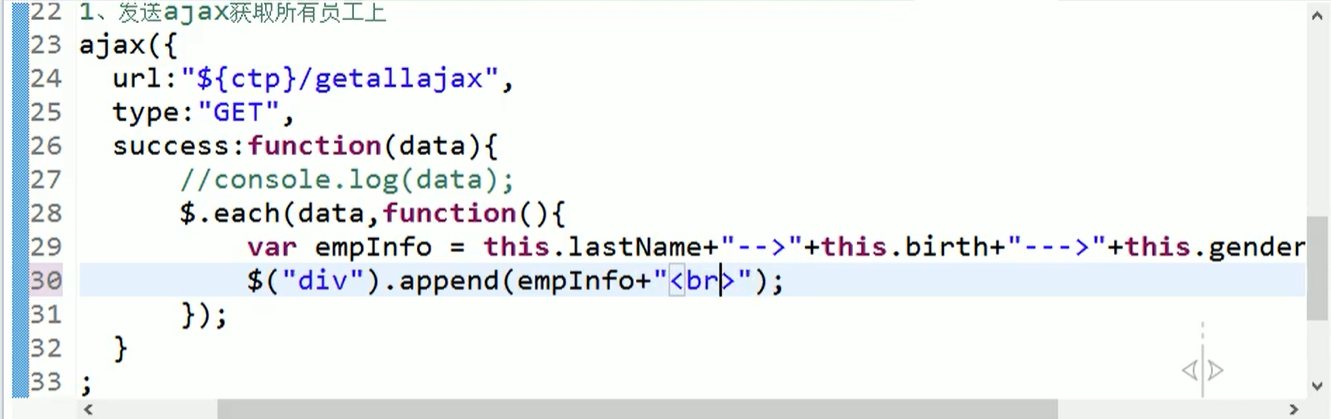 22 1、发送ajax获取所有员工上
23 ajax({
24 url:"${ctp}/getallajax",
25 type:"GET",
26 success:function(data){
27 //console.log(data);
28 $.each(data,function(){
29 var empInfo = this.lastName+"-->"+this.birth+"--->"+this.gender
30 $("div").append(empInfo+"<br>");
31 });
32 }
33 ;